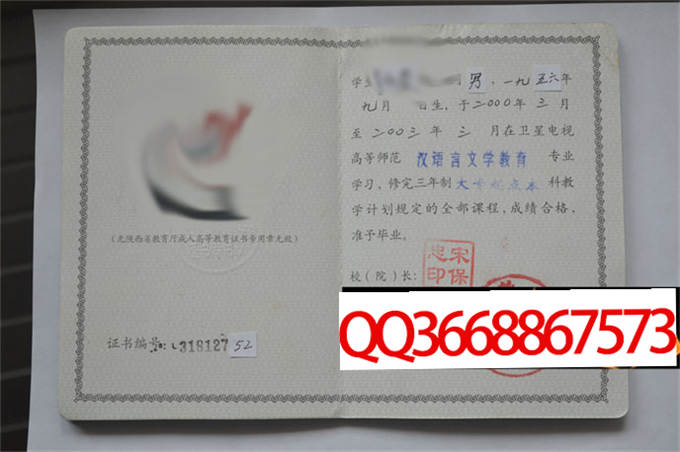 （无陕西省教育厅成人高等教育证书专用章无效）
证书编号: 31812752
学生 男, 一九五六年
九月 日生, 于二000年 三 月
至 二00三 年 三 月在卫星电视
高等师范 汉语言文学教育 专业
学习, 修完三年制 大专 科教
学计划规定的全部课程, 成绩合格,
准予毕业。
校（院）长:
宋保忠印
QQ3668867573